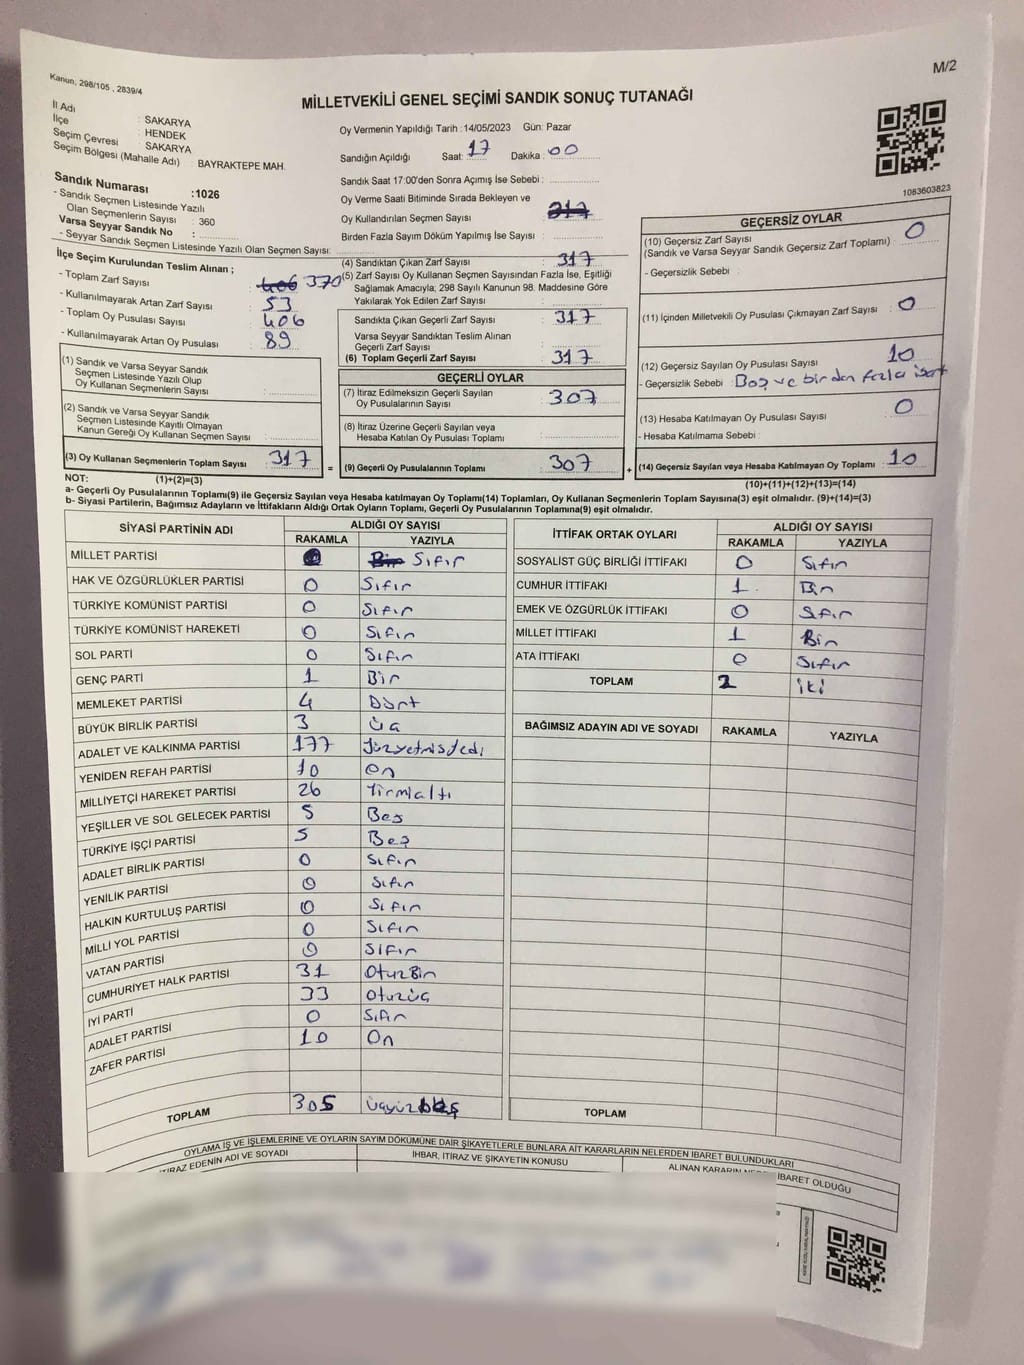 Kanun, 298/105 , 2839/4
M/2
MİLLETVEKİLİ GENEL SEÇİMİ SANDIK SONUÇ TUTANAĞI
İl Adı : SAKARYA
İlçe : HENDEK
Seçim Çevresi : SAKARYA
Seçim Bölgesi (Mahalle Adı) : BAYRAKTEPE MAH.
Sandık Numarası :1026
- Sandık Seçmen Listesinde Yazılı
Olan Seçmenlerin Sayısı : 360
Varsa Seyyar Sandık No :
- Seyyar Sandık Seçmen Listesinde Yazılı Olan Seçmen Sayısı:
Oy Vermenin Yapıldığı Tarih :14/05/2023 Gün: Pazar
Sandığın Açıldığı Saat: 17 Dakika : 00
Sandık Saat 17:00'den Sonra Açımış İse Sebebi :
Oy Verme Saati Bitiminde Sırada Bekleyen ve
Oy Kullandırılan Seçmen Sayısı 317
Birden Fazla Sayım Döküm Yapılmış İse Sayısı :
1063603823
İlçe Seçim Kurulundan Teslim Alınan ;
- Toplam Zarf Sayısı : 406 370
- Kullanılmayarak Artan Zarf Sayısı : 53
- Toplam Oy Pusulası Sayısı : 406
- Kullanılmayarak Artan Oy Pusulası : 89
(4) Sandıktan Çıkan Zarf Sayısı : 317
(5) Zarf Sayısı Oy Kullanan Seçmen Sayısından Fazla İse, Eşitliği
Sağlamak Amacıyla; 298 Sayılı Kanunun 98. Maddesine Göre
Yakılarak Yok Edilen Zarf Sayısı :
Sandıkta Çıkan Geçerli Zarf Sayısı : 317
Varsa Seyyar Sandıktan Teslim Alınan
Geçerli Zarf Sayısı :
(6) Toplam Geçerli Zarf Sayısı : 317
GEÇERSİZ OYLAR
(10) Geçersiz Zarf Sayısı : 0
(Sandık ve Varsa Seyyar Sandık Geçersiz Zarf Toplamı)
- Geçersizlik Sebebi :
(11) İçinden Milletvekili Oy Pusulası Çıkmayan Zarf Sayısı : 0
(12) Geçersiz Sayılan Oy Pusulası Sayısı : 10
- Geçersizlik Sebebi : Boş ve birden fazla
(13) Hesaba Katılmayan Oy Pusulası Sayısı : 0
- Hesaba Katılmama Sebebi :
(14) Geçersiz Sayılan veya Hesaba Katılmayan Oy Toplamı : 10
(10)+(11)+(12)+(13)=(14)
(1) Sandık ve Varsa Seyyar Sandık
Seçmen Listesinde Yazılı Olup
Oy Kullanan Seçmenlerin Sayısı :
(2) Sandık ve Varsa Seyyar Sandık
Seçmen Listesinde Kayıtlı Olmayan
Kanun Gereği Oy Kullanan Seçmen Sayısı :
(3) Oy Kullanan Seçmenlerin Toplam Sayısı : 317
(1)+(2)=(3)
GEÇERLİ OYLAR
(7) İtiraz Edilmeksizin Geçerli Sayılan
Oy Pusulalarının Sayısı : 307
(8) İtiraz Üzerine Geçerli Sayılan veya
Hesaba Katılan Oy Pusulası Toplamı :
= (9) Geçerli Oy Pusulalarının Toplamı : 307 +
NOT:
a- Geçerli Oy Pusulalarının Toplamı(9) ile Geçersiz Sayılan veya Hesaba katılmayan Oy Toplamı(14) Toplamları, Oy Kullanan Seçmenlerin Toplam Sayısına(3) eşit olmalıdır. (9)+(14)=(3)
b- Siyasi Partilerin, Bağımsız Adayların ve İttifakların Aldığı Ortak Oyların Toplamı, Geçerli Oy Pusulalarının Toplamına(9) eşit olmalıdır.
SİYASİ PARTİNİN ADI ALDIĞI OY SAYISI
RAKAMLA YAZIYLA
MİLLET PARTİSİ 0 Bir Sıfır
HAK VE ÖZGÜRLÜKLER PARTİSİ 0 Sıfır
TÜRKİYE KOMÜNİST PARTİSİ 0 Sıfır
TÜRKİYE KOMÜNİST HAREKETİ 0 Sıfır
SOL PARTİ 0 Sıfır
GENÇ PARTİ 1 Bir
MEMLEKET PARTİSİ 4 Dört
BÜYÜK BİRLİK PARTİSİ 3 Üç
ADALET VE KALKINMA PARTİSİ 177 Yüzyetmişyedi
YENİDEN REFAH PARTİSİ 10 On
MİLLİYETÇİ HAREKET PARTİSİ 26 Yirmialtı
YEŞİLLER VE SOL GELECEK PARTİSİ 5 Beş
TÜRKİYE İŞÇİ PARTİSİ 5 Beş
ADALET BİRLİK PARTİSİ 0 Sıfır
YENİLİK PARTİSİ 0 Sıfır
HALKIN KURTULUŞ PARTİSİ 0 Sıfır
MİLLİ YOL PARTİSİ 0 Sıfır
VATAN PARTİSİ 0 Sıfır
CUMHURİYET HALK PARTİSİ 31 OtuzBir
İYİ PARTİ 33 Otuzüç
ADALET PARTİSİ 0 Sıfır
ZAFER PARTİSİ 10 On
TOPLAM 305 Üçyüzbeş
İTTİFAK ORTAK OYLARI ALDIĞI OY SAYISI
RAKAMLA YAZIYLA
SOSYALİST GÜÇ BİRLİĞİ İTTİFAKI 0 Sıfır
CUMHUR İTTİFAKI 1 Bir
EMEK VE ÖZGÜRLÜK İTTİFAKI 0 Sıfır
MİLLET İTTİFAKI 1 Bir
ATA İTTİFAKI 0 Sıfır
TOPLAM 2 iki
BAĞIMSIZ ADAYIN ADI VE SOYADI RAKAMLA YAZIYLA
TOPLAM
OYLAMA İŞ VE İŞLEMLERİNE VE OYLARIN SAYIM DÖKÜMÜNE DAİR ŞİKAYETLERLE BUNLARA AİT KARARLARIN NELERDEN İBARET BULUNDUKLARI
EDENİN ADI VE SOYADI İHBAR, İTİRAZ VE ŞİKAYETİN KONUSU ALINAN KARARIN İBARET OLDUĞU